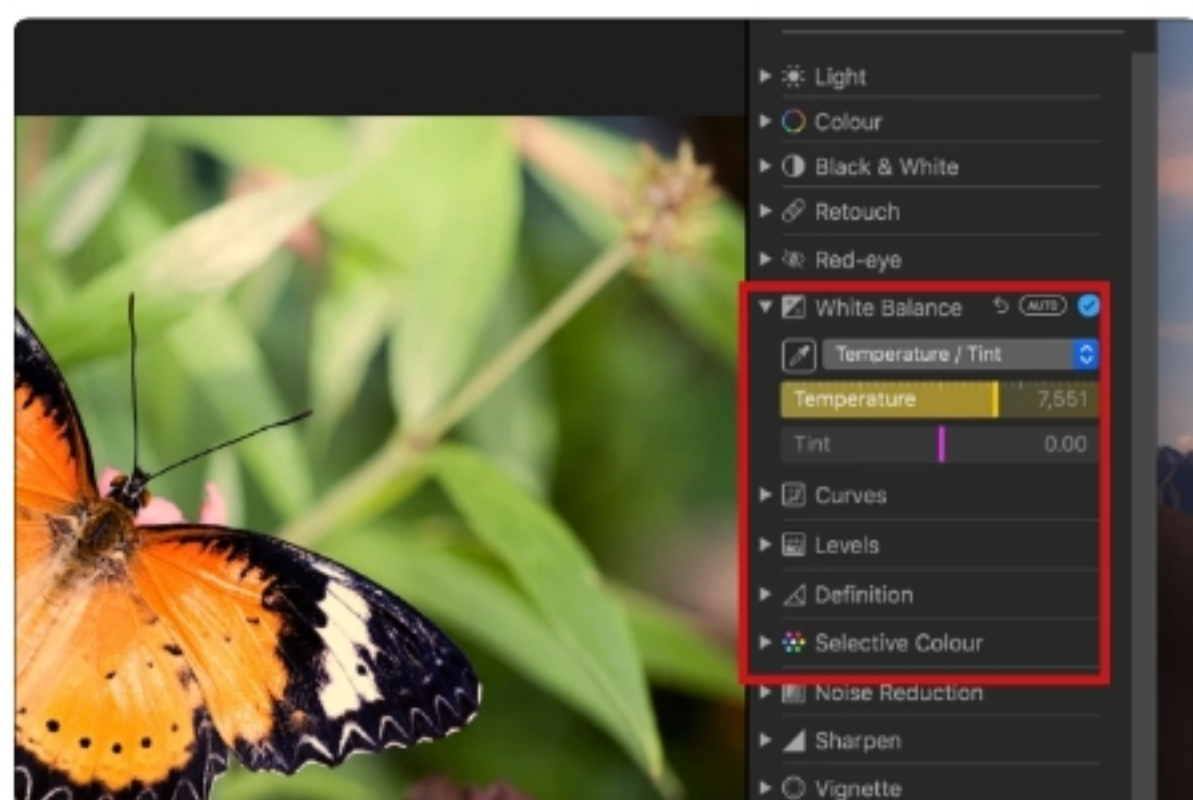 Light
Colour
Black & White
Retouch
Red-eye
White Balance AUTO
Temperature / Tint
Temperature 7,551
Tint 0.00
Curves
Levels
Definition
Selective Colour
Noise Reduction
Sharpen
Vignette